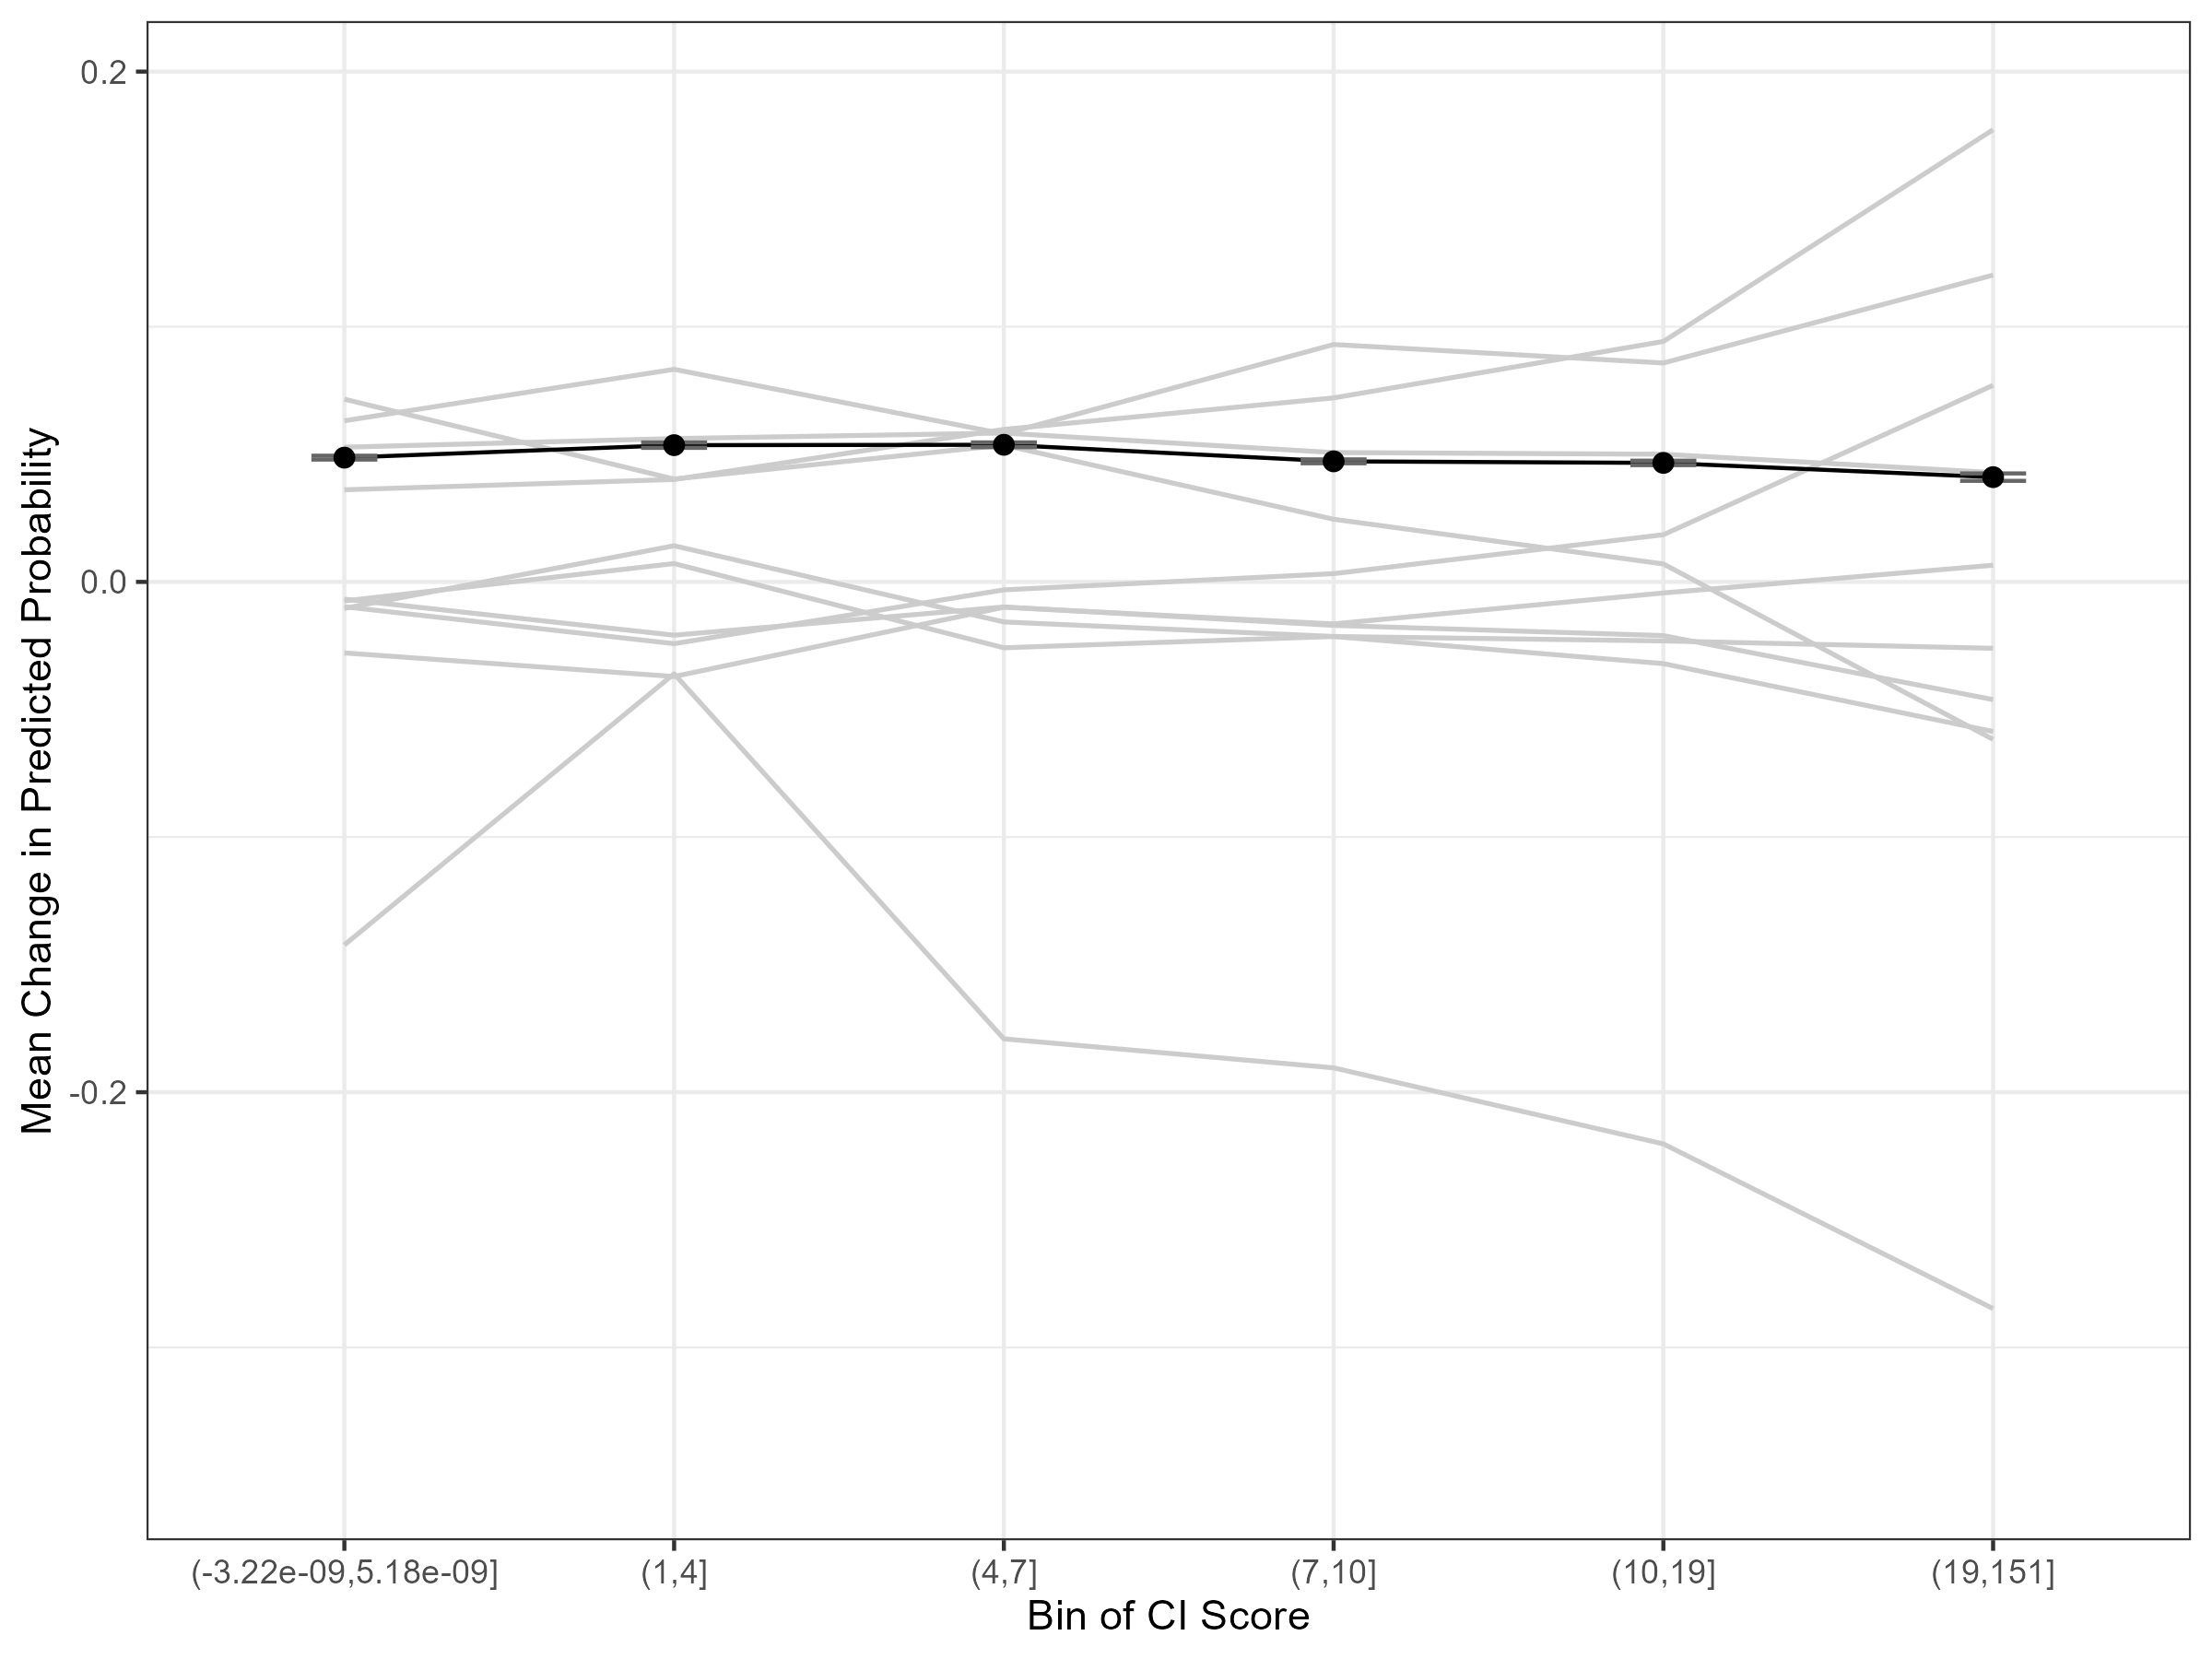 Mean Change in Predicted Probability
0.2
0.0
-0.2
(-3.22e-09,5.18e-09] (1,4] (4,7] (7,10] (10,19] (19,151]
Bin of CI Score